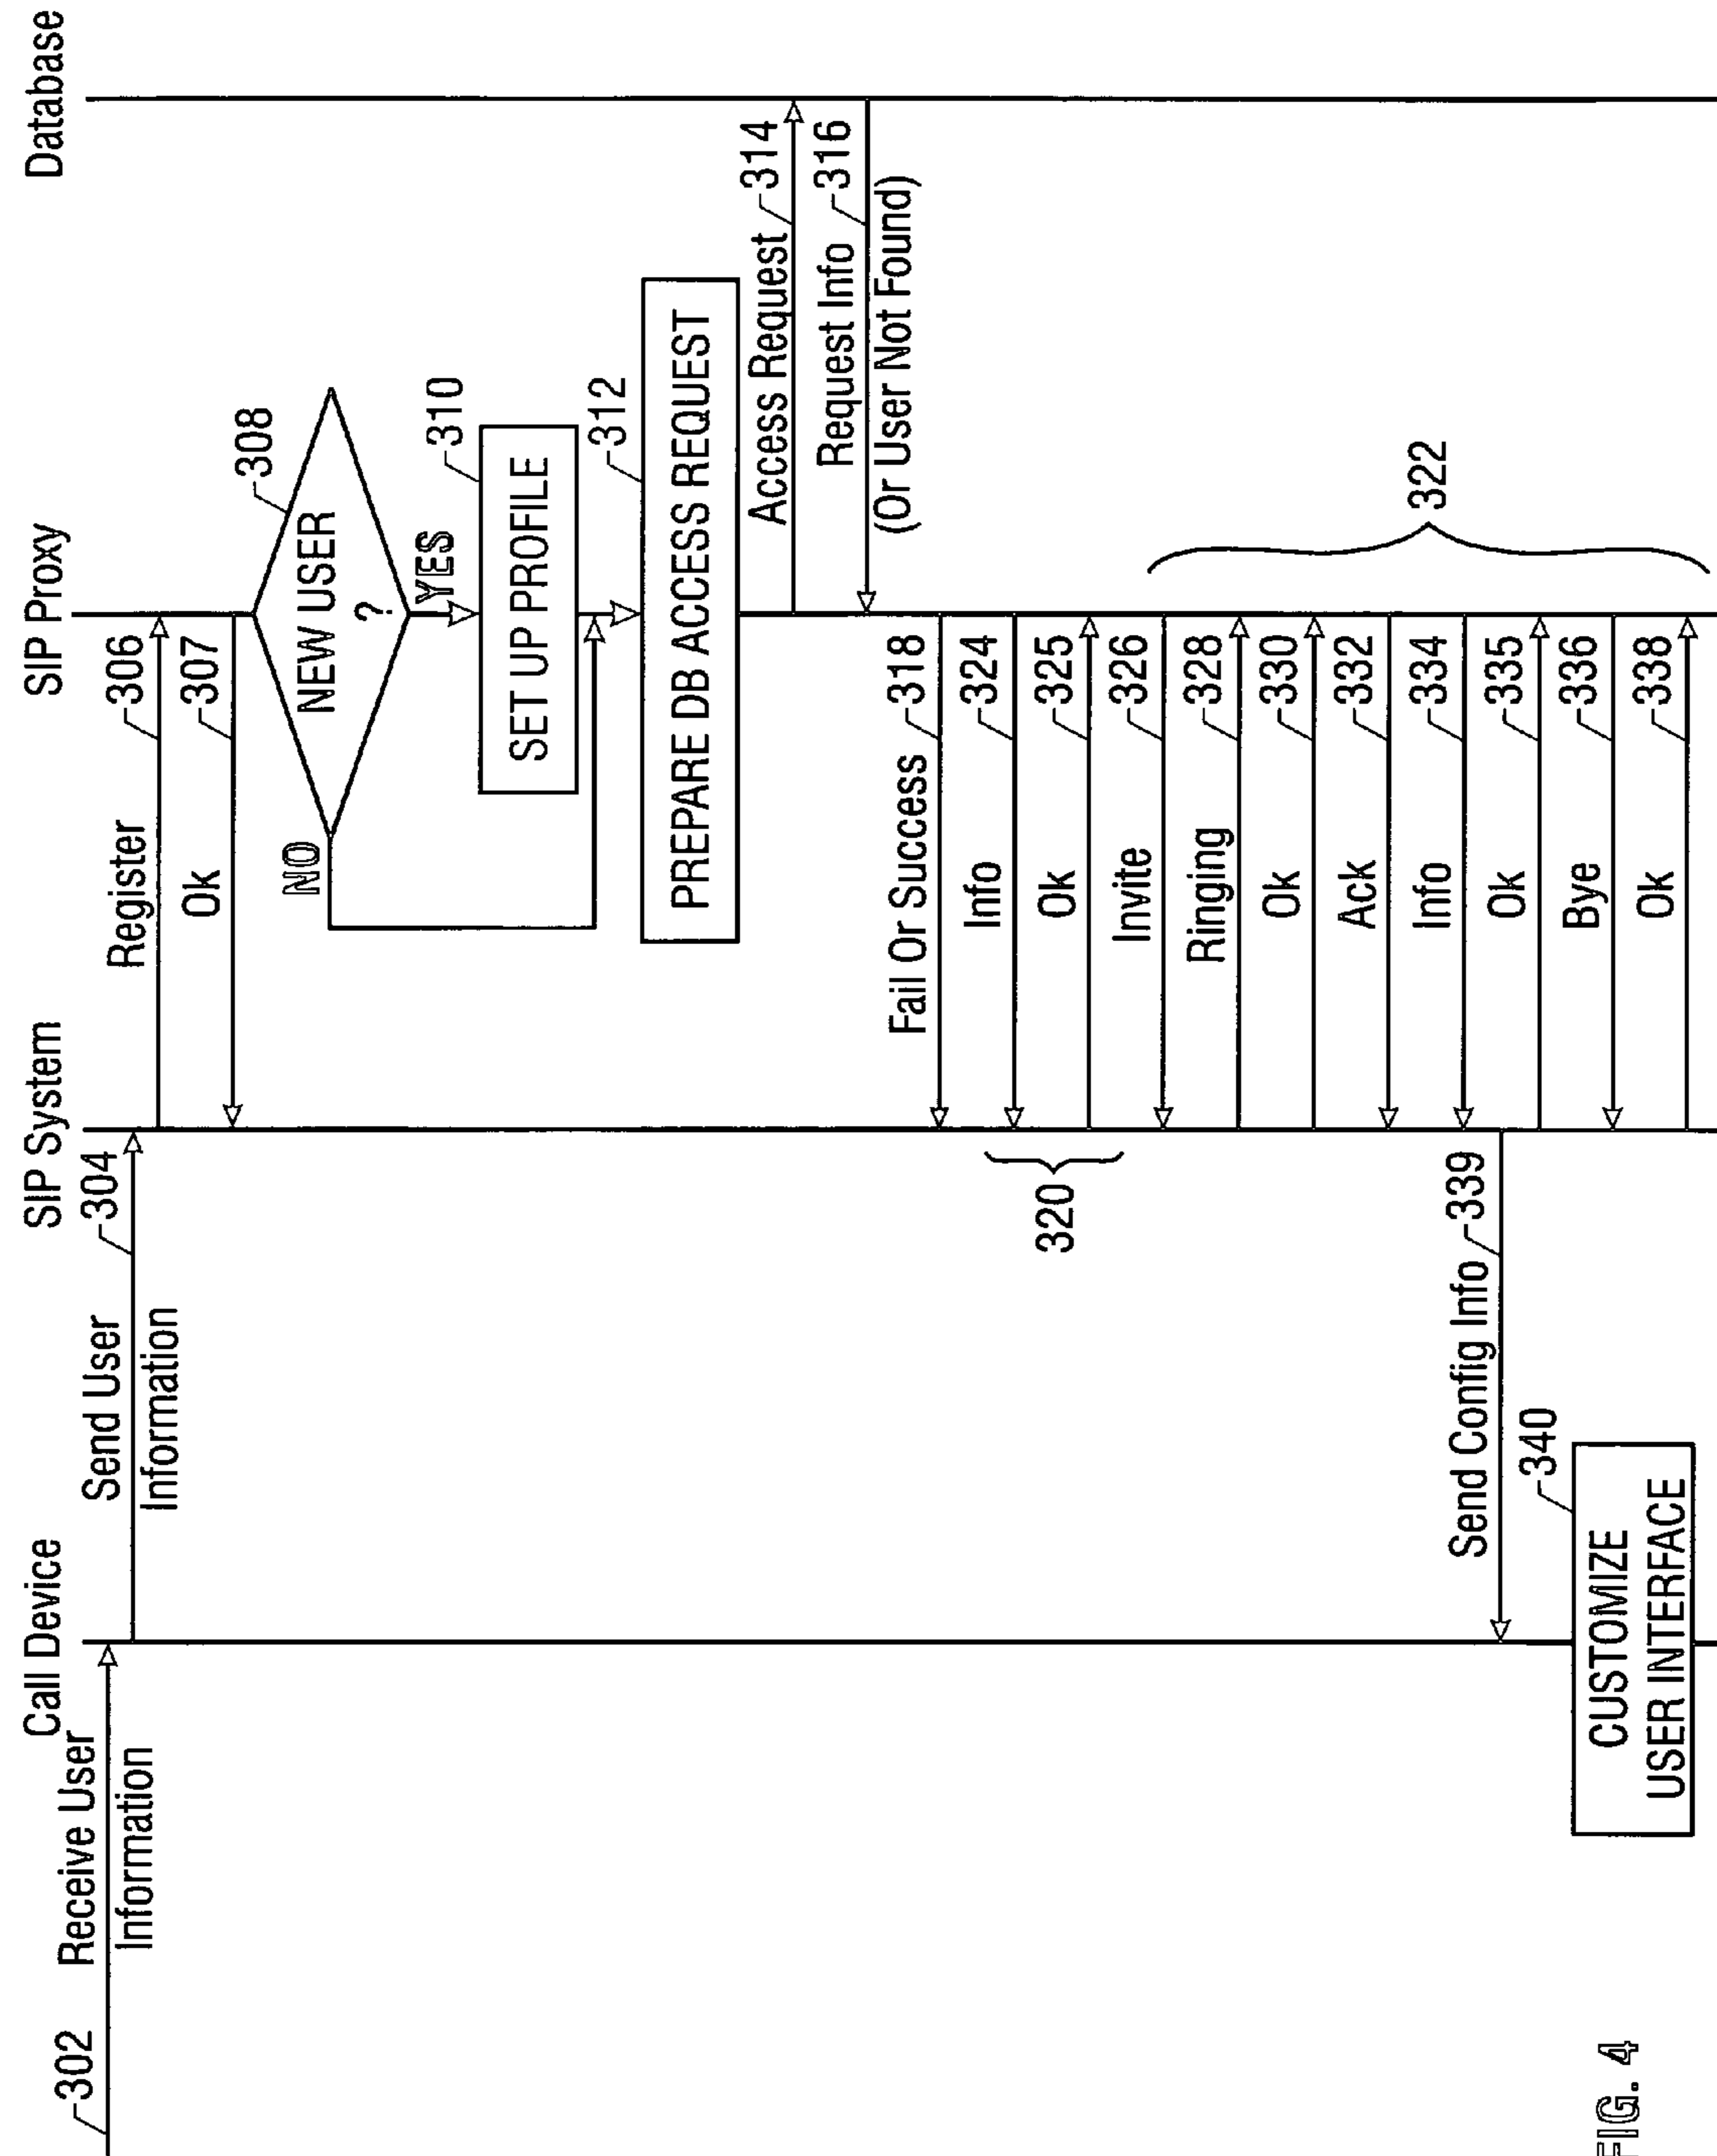 Call Device
SIP System
SIP Proxy
Database
302
Receive User
Information
Send User
304
Information
Register
306
Ok
307
308
NEW USER
?
NO
YES
310
SET UP PROFILE
312
PREPARE DB ACCESS REQUEST
Access Request
314
Request Info
316
(Or User Not Found)
Fail Or Success
318
Info
324
320
Ok
325
Invite
326
Ringing
328
322
Ok
330
Ack
332
Info
334
Send Config Info
339
Ok
335
340
CUSTOMIZE
USER INTERFACE
Bye
336
Ok
338
FIG. 4